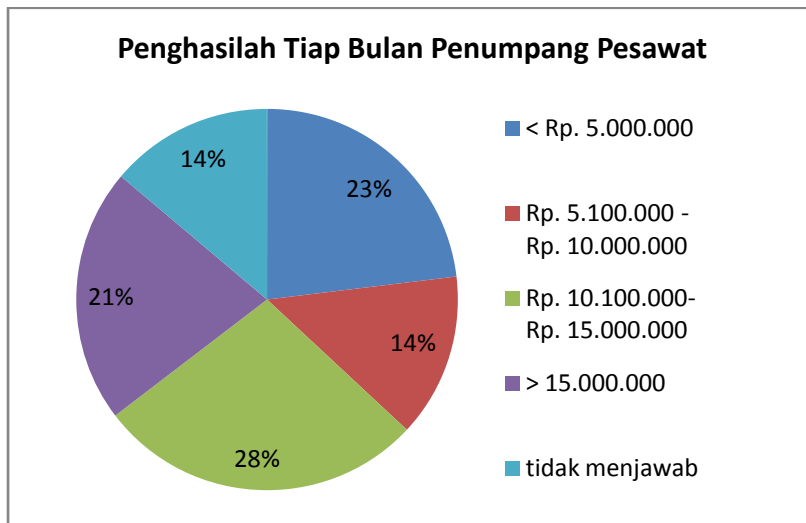 Penghasilah Tiap Bulan Penumpang Pesawat
14%
23%
21%
14%
28%
< Rp. 5.000.000
Rp. 5.100.000 -
Rp. 10.000.000
Rp. 10.100.000-
Rp. 15.000.000
> 15.000.000
tidak menjawab